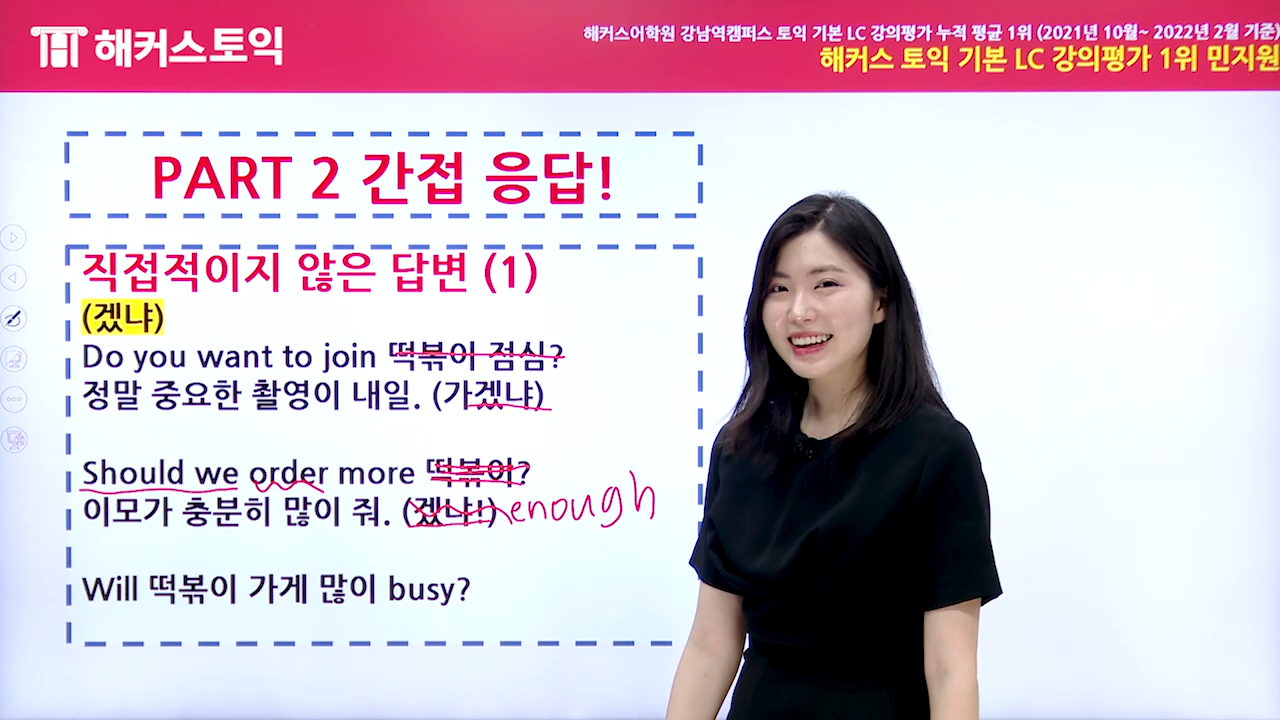 해커스토익
해커스어학원 강남역캠퍼스 토익 기본 LC 강의평가 누적 평균 1위 (2021년 10월~ 2022년 2월 기준)
해커스 토익 기본 LC 강의평가 1위 민지원
PART 2 간접 응답!
직접적이지 않은 답변 (1)
(겠냐)
Do you want to join 떡볶이 점심?
정말 중요한 촬영이 내일. (가겠냐)
Should we order more 떡볶이?
이모가 충분히 많이 줘. (겠냐!) enough
Will 떡볶이 가게 많이 busy?